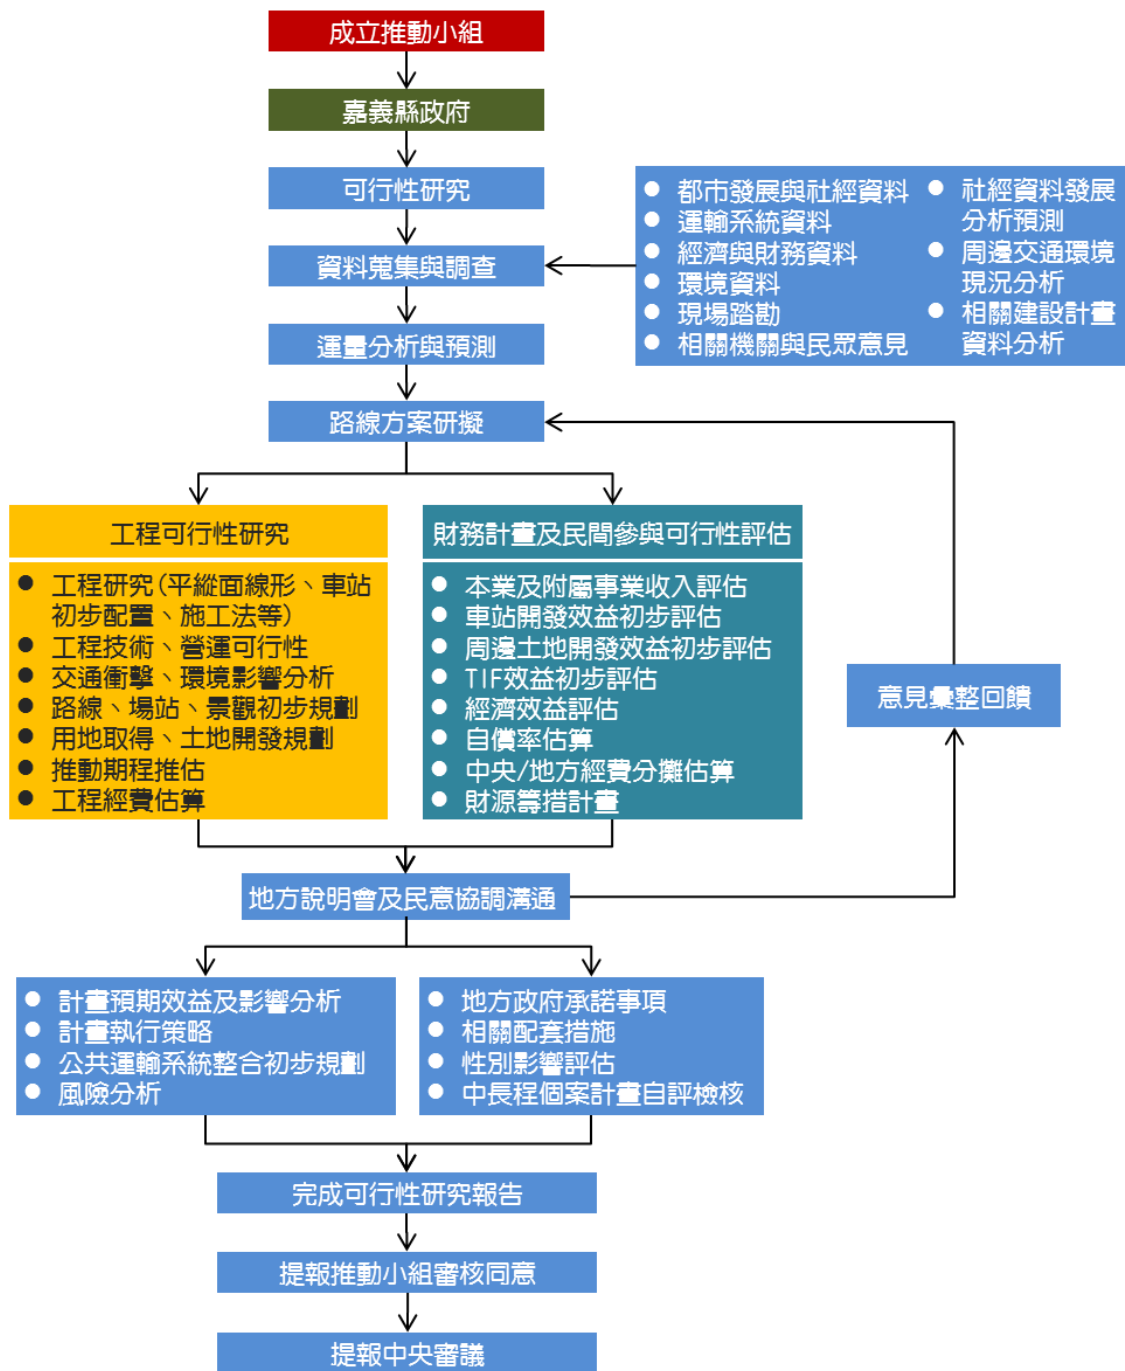 成立推動小組
嘉義縣政府
可行性研究
資料蒐集與調查
● 都市發展與社經資料
● 運輸系統資料
● 經濟與財務資料
● 環境資料
● 現場踏勘
● 相關機關與民眾意見
● 社經資料發展
分析預測
● 周邊交通環境
現況分析
● 相關建設計畫
資料分析
運量分析與預測
路線方案研擬
工程可行性研究
● 工程研究(平縱面線形、車站
初步配置、施工法等)
● 工程技術、營運可行性
● 交通衝擊、環境影響分析
● 路線、場站、景觀初步規劃
● 用地取得、土地開發規劃
● 推動期程推估
● 工程經費估算
財務計畫及民間參與可行性評估
● 本業及附屬事業收入評估
● 車站開發效益初步評估
● 周邊土地開發效益初步評估
● TIF效益初步評估
● 經濟效益評估
● 自償率估算
● 中央/地方經費分攤估算
● 財源籌措計畫
意見彙整回饋
地方說明會及民意協調溝通
● 計畫預期效益及影響分析
● 計畫執行策略
● 公共運輸系統整合初步規劃
● 風險分析
● 地方政府承諾事項
● 相關配套措施
● 性別影響評估
● 中長程個案計畫自評檢核
完成可行性研究報告
提報推動小組審核同意
提報中央審議